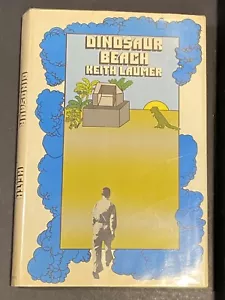 DINOSAUR
BEACH
KEITH LAUMER